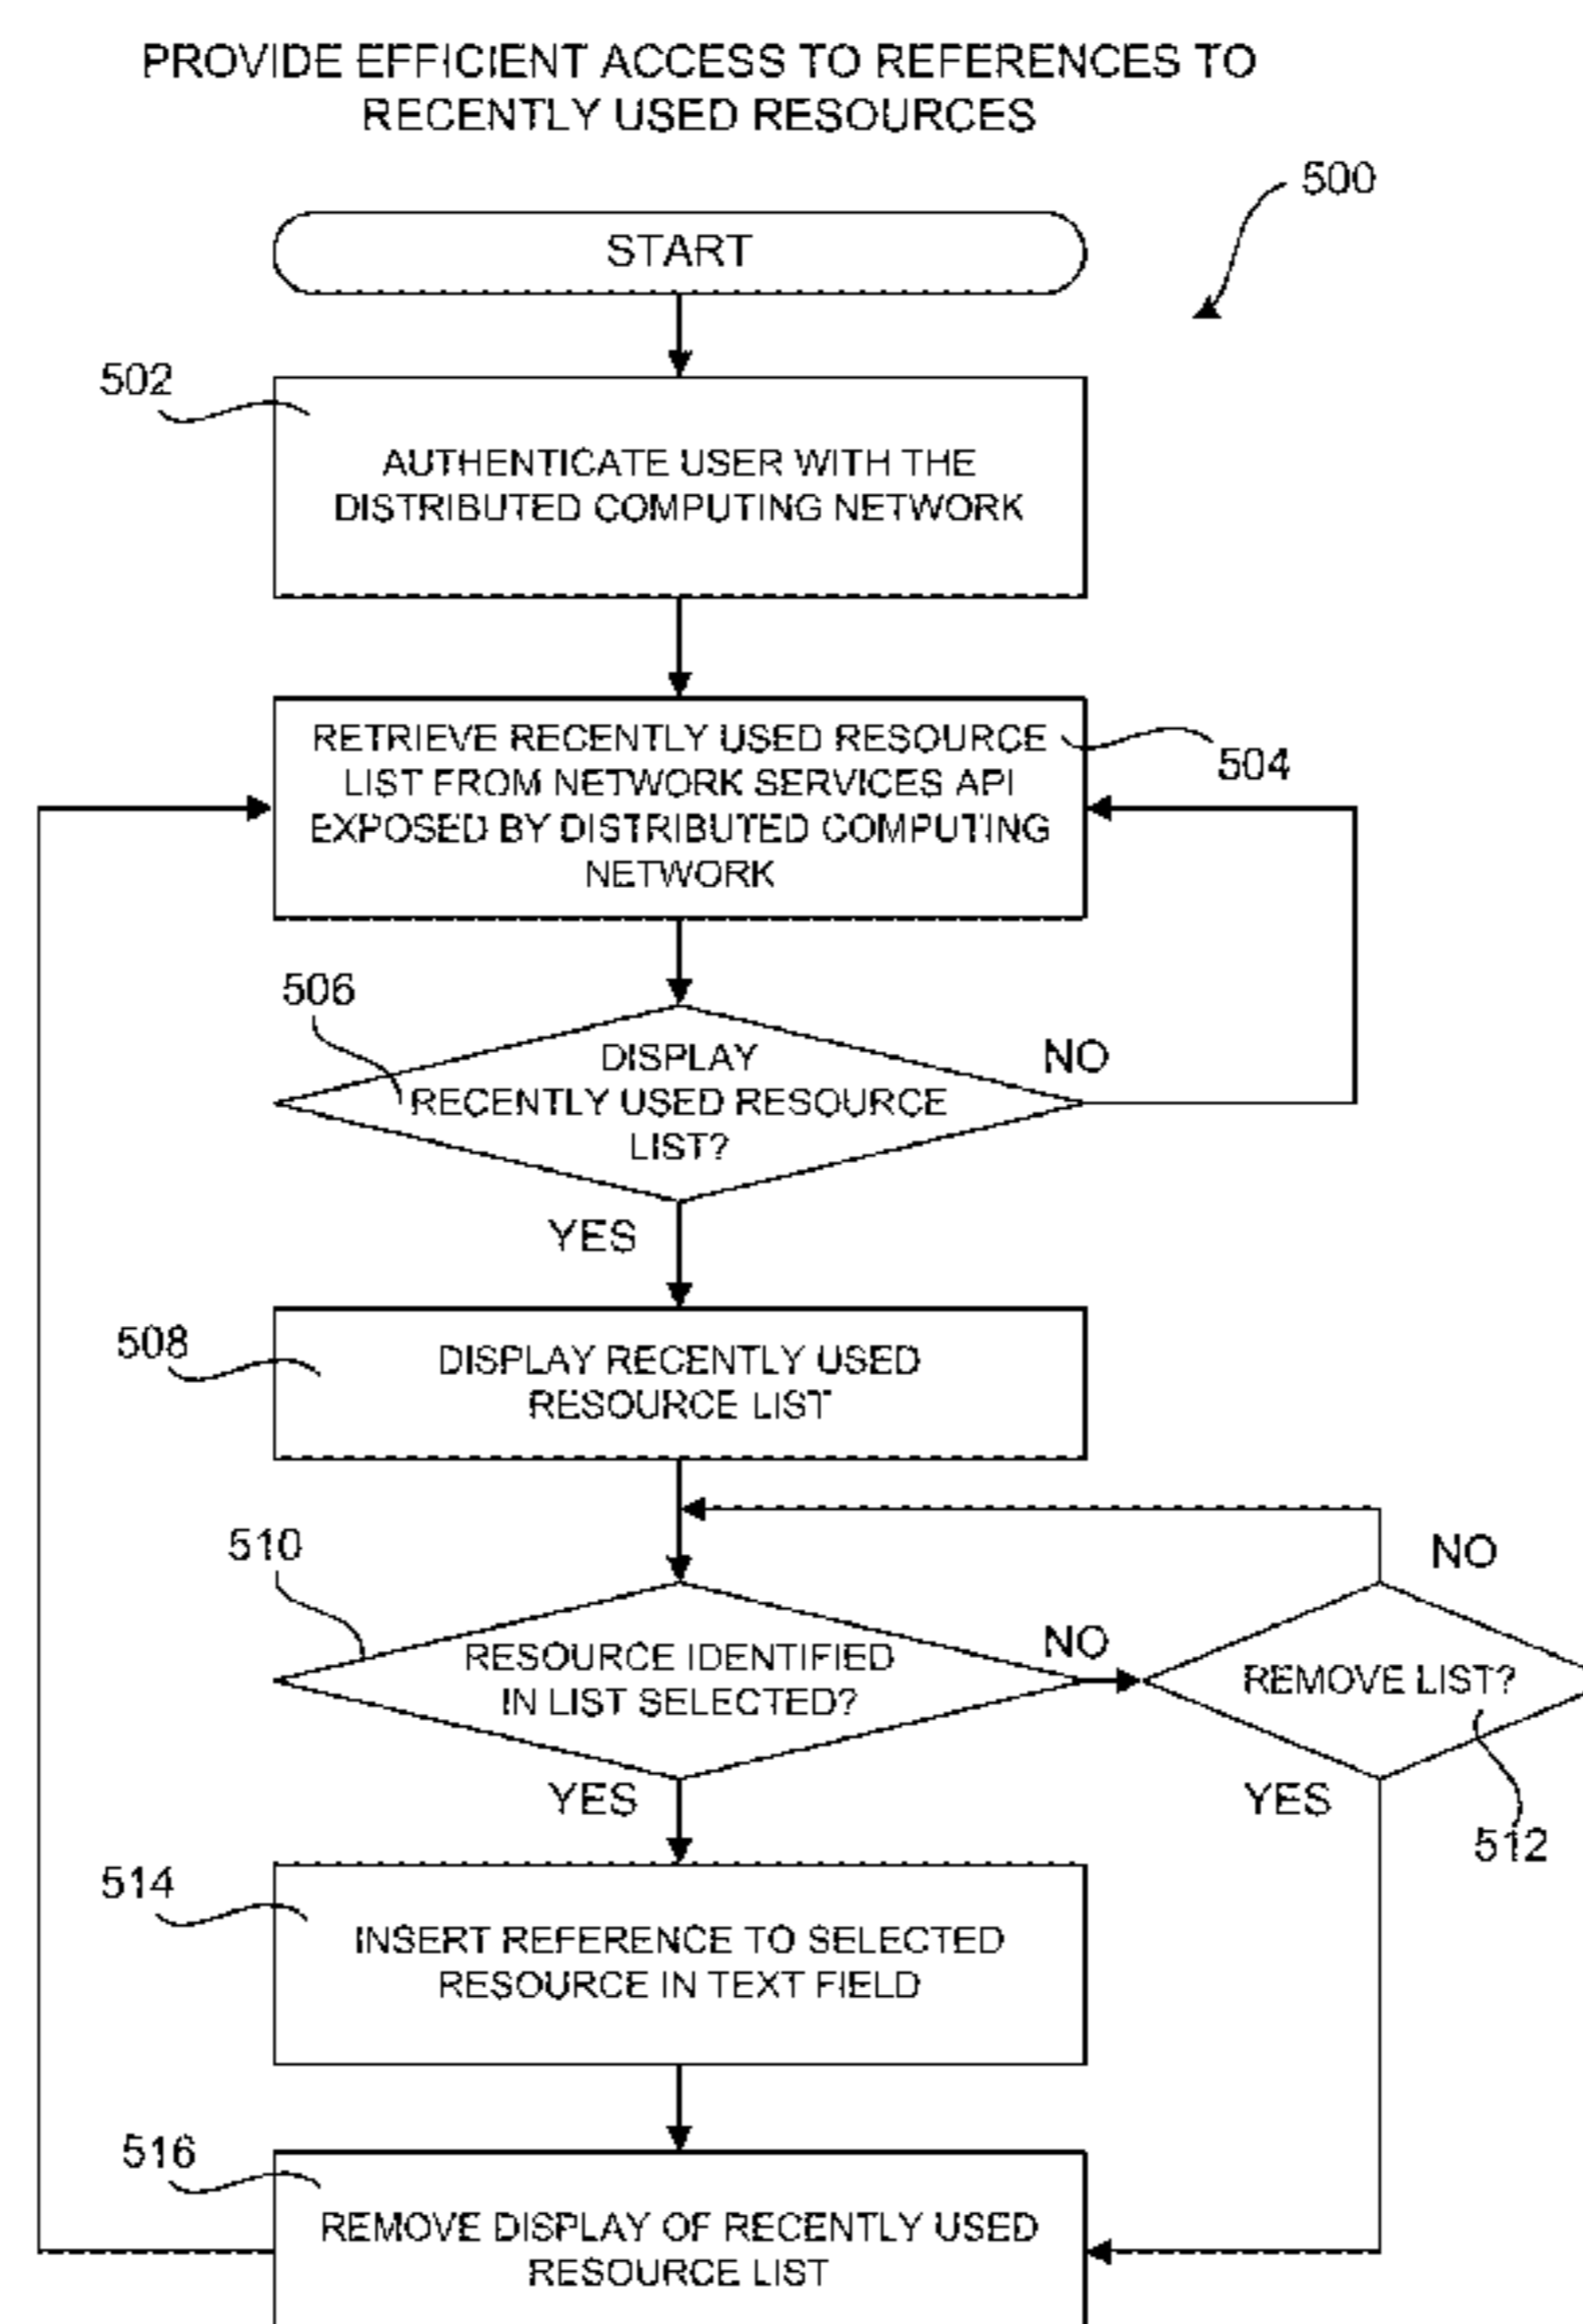 PROVIDE EFFICIENT ACCESS TO REFERENCES TO
RECENTLY USED RESOURCES
500
START
502
AUTHENTICATE USER WITH THE
DISTRIBUTED COMPUTING NETWORK
RETRIEVE RECENTLY USED RESOURCE
LIST FROM NETWORK SERVICES API
EXPOSED BY DISTRIBUTED COMPUTING
NETWORK
504
506
DISPLAY
RECENTLY USED RESOURCE
LIST?
NO
YES
508
DISPLAY RECENTLY USED
RESOURCE LIST
510
RESOURCE IDENTIFIED
IN LIST SELECTED?
NO
NO
REMOVE LIST?
YES
YES
512
514
INSERT REFERENCE TO SELECTED
RESOURCE IN TEXT FIELD
516
REMOVE DISPLAY OF RECENTLY USED
RESOURCE LIST